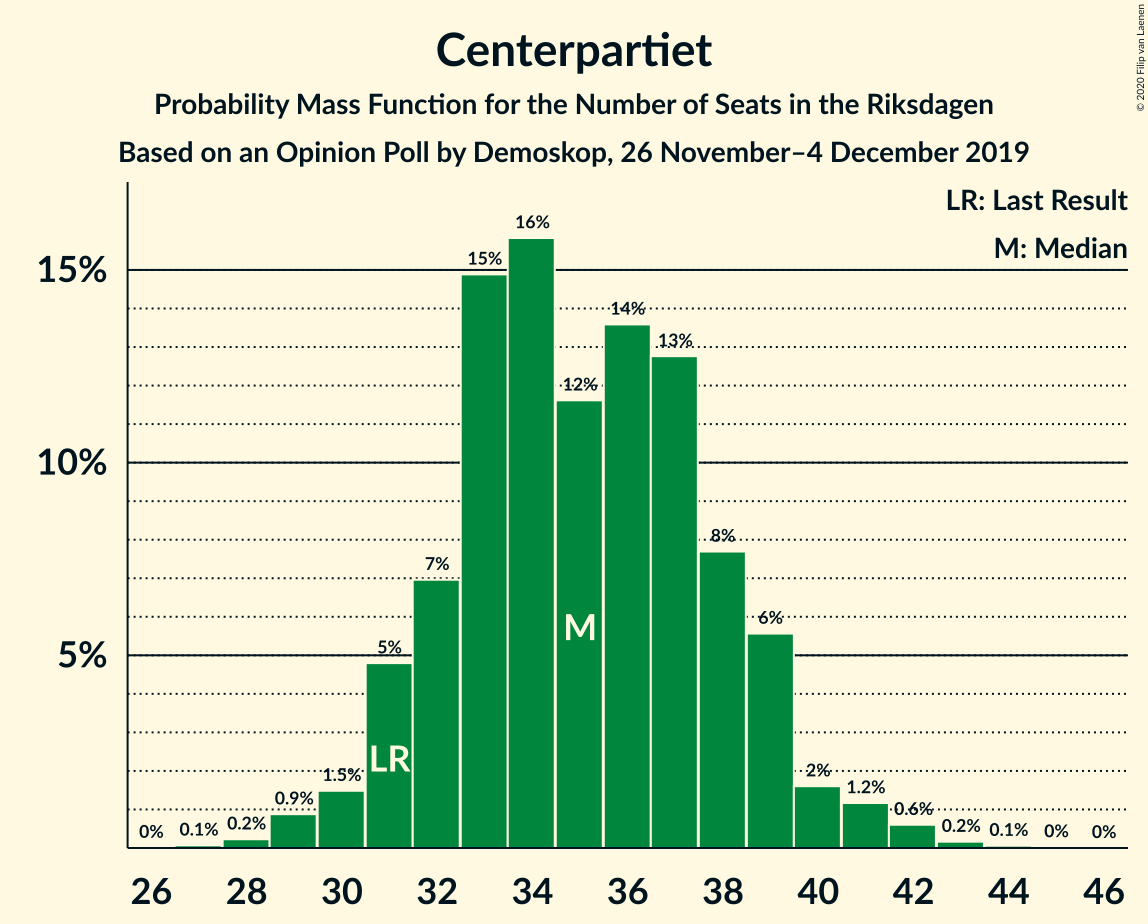 Centerpartiet
Probability Mass Function for the Number of Seats in the Riksdagen
Based on an Opinion Poll by Demoskop, 26 November–4 December 2019
© 2020 Filip van Laenen
LR: Last Result
M: Median
15%
10%
5%
0%
0.1%
0.2%
0.9%
1.5%
5%
7%
15%
16%
12%
14%
13%
8%
6%
2%
1.2%
0.6%
0.2%
0.1%
0%
0%
LR
M
26 28 30 32 34 36 38 40 42 44 46